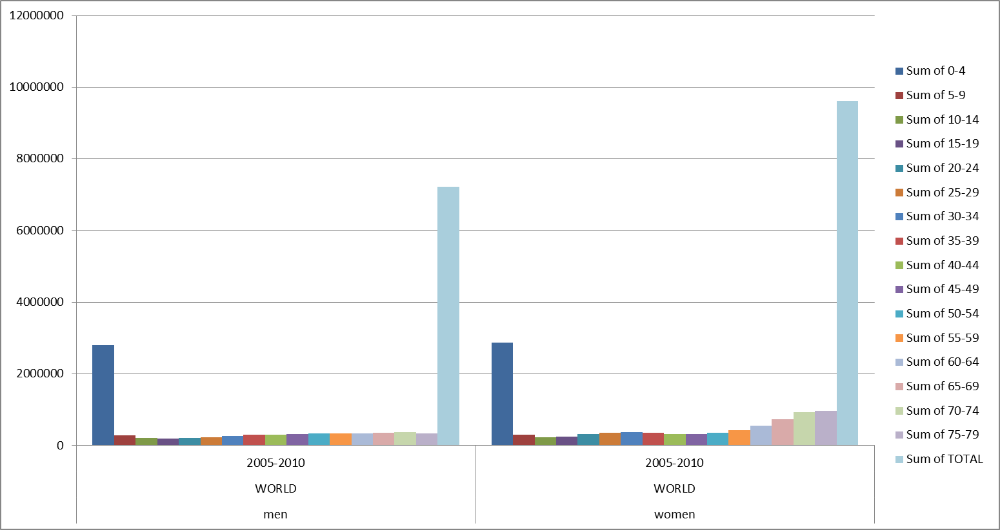 12000000
10000000
8000000
6000000
4000000
2000000
0
2005-2010
2005-2010
WORLD
WORLD
men
women
Sum of 0-4
Sum of 5-9
Sum of 10-14
Sum of 15-19
Sum of 20-24
Sum of 25-29
Sum of 30-34
Sum of 35-39
Sum of 40-44
Sum of 45-49
Sum of 50-54
Sum of 55-59
Sum of 60-64
Sum of 65-69
Sum of 70-74
Sum of 75-79
Sum of TOTAL